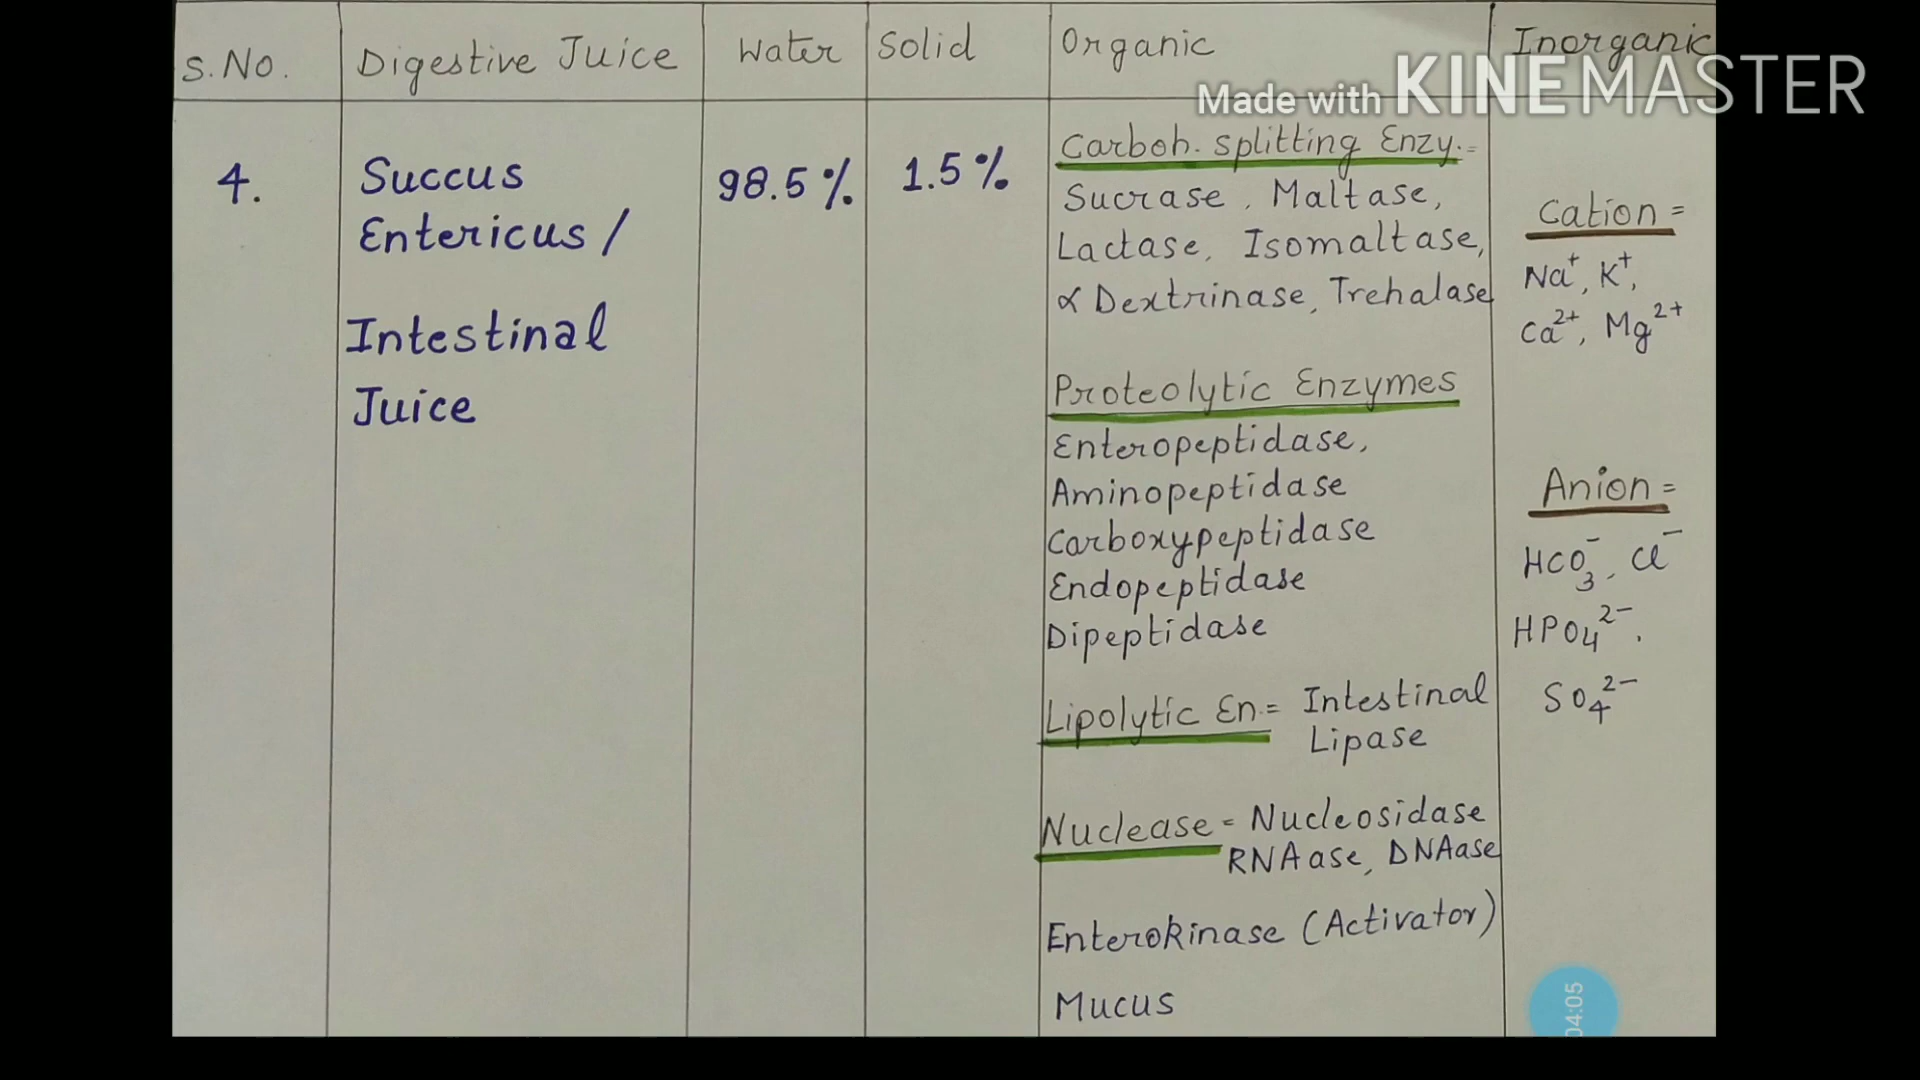 S.No. Digestive Juice Water Solid Organic Inorganic
Made with KINEMASTER
4. Succus Entericus / Intestinal Juice 98.5% 1.5%
Carboh. splitting Enzy. =
Sucrase, Maltase,
Lactase, Isomaltase,
α Dextrinase, Trehalase
Proteolytic Enzymes
Enteropeptidase,
Aminopeptidase
Carboxypeptidase
Endopeptidase
Dipeptidase
Lipolytic En. = Intestinal
Lipase
Nuclease = Nucleosidase
RNAase, DNAase
Enterokinase (Activator)
Mucus
Cation =
Na⁺, K⁺,
Ca²⁺, Mg²⁺
Anion =
HCO₃⁻, Cl⁻
HPO₄²⁻,
SO₄²⁻
04:05